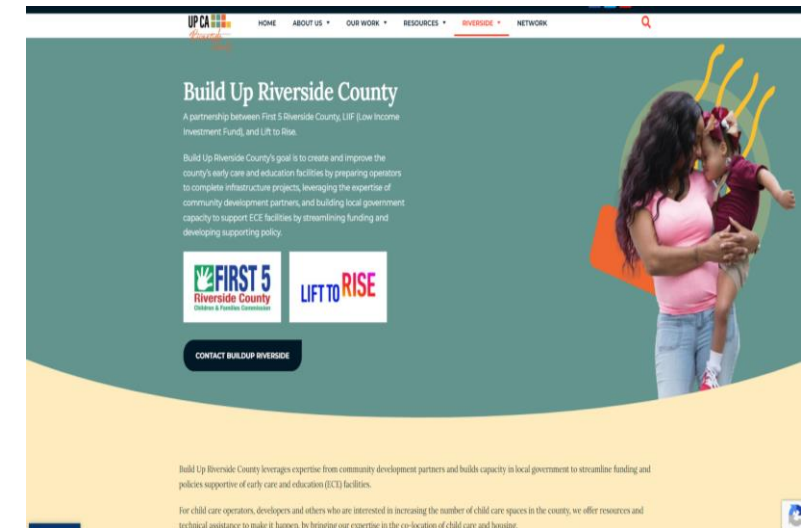 UP CA
Riverside
HOME ABOUT US OUR WORK RESOURCES RIVERSIDE NETWORK
Build Up Riverside County
A partnership between First 5 Riverside County, LIIF (Low Income
Investment Fund), and Lift to Rise.
Build Up Riverside County's goal is to create and improve the
county's early care and education facilities by preparing operators
to complete infrastructure projects, leveraging the expertise of
community development partners, and building local government
capacity to support ECE facilities by streamlining funding and
developing supporting policy.
FIRST 5
Riverside County
Children & Families Commission
LIFT TO RISE
CONTACT BUILDUP RIVERSIDE
Build Up Riverside County leverages expertise from community development partners and builds capacity in local government to streamline funding and
policies supportive of early care and education (ECE) facilities.
For child care operators, developers and others who are interested in increasing the number of child care spaces in the county, we offer resources and
technical assistance to make it happen, by bringing our expertise in the co-location of child care and housing.